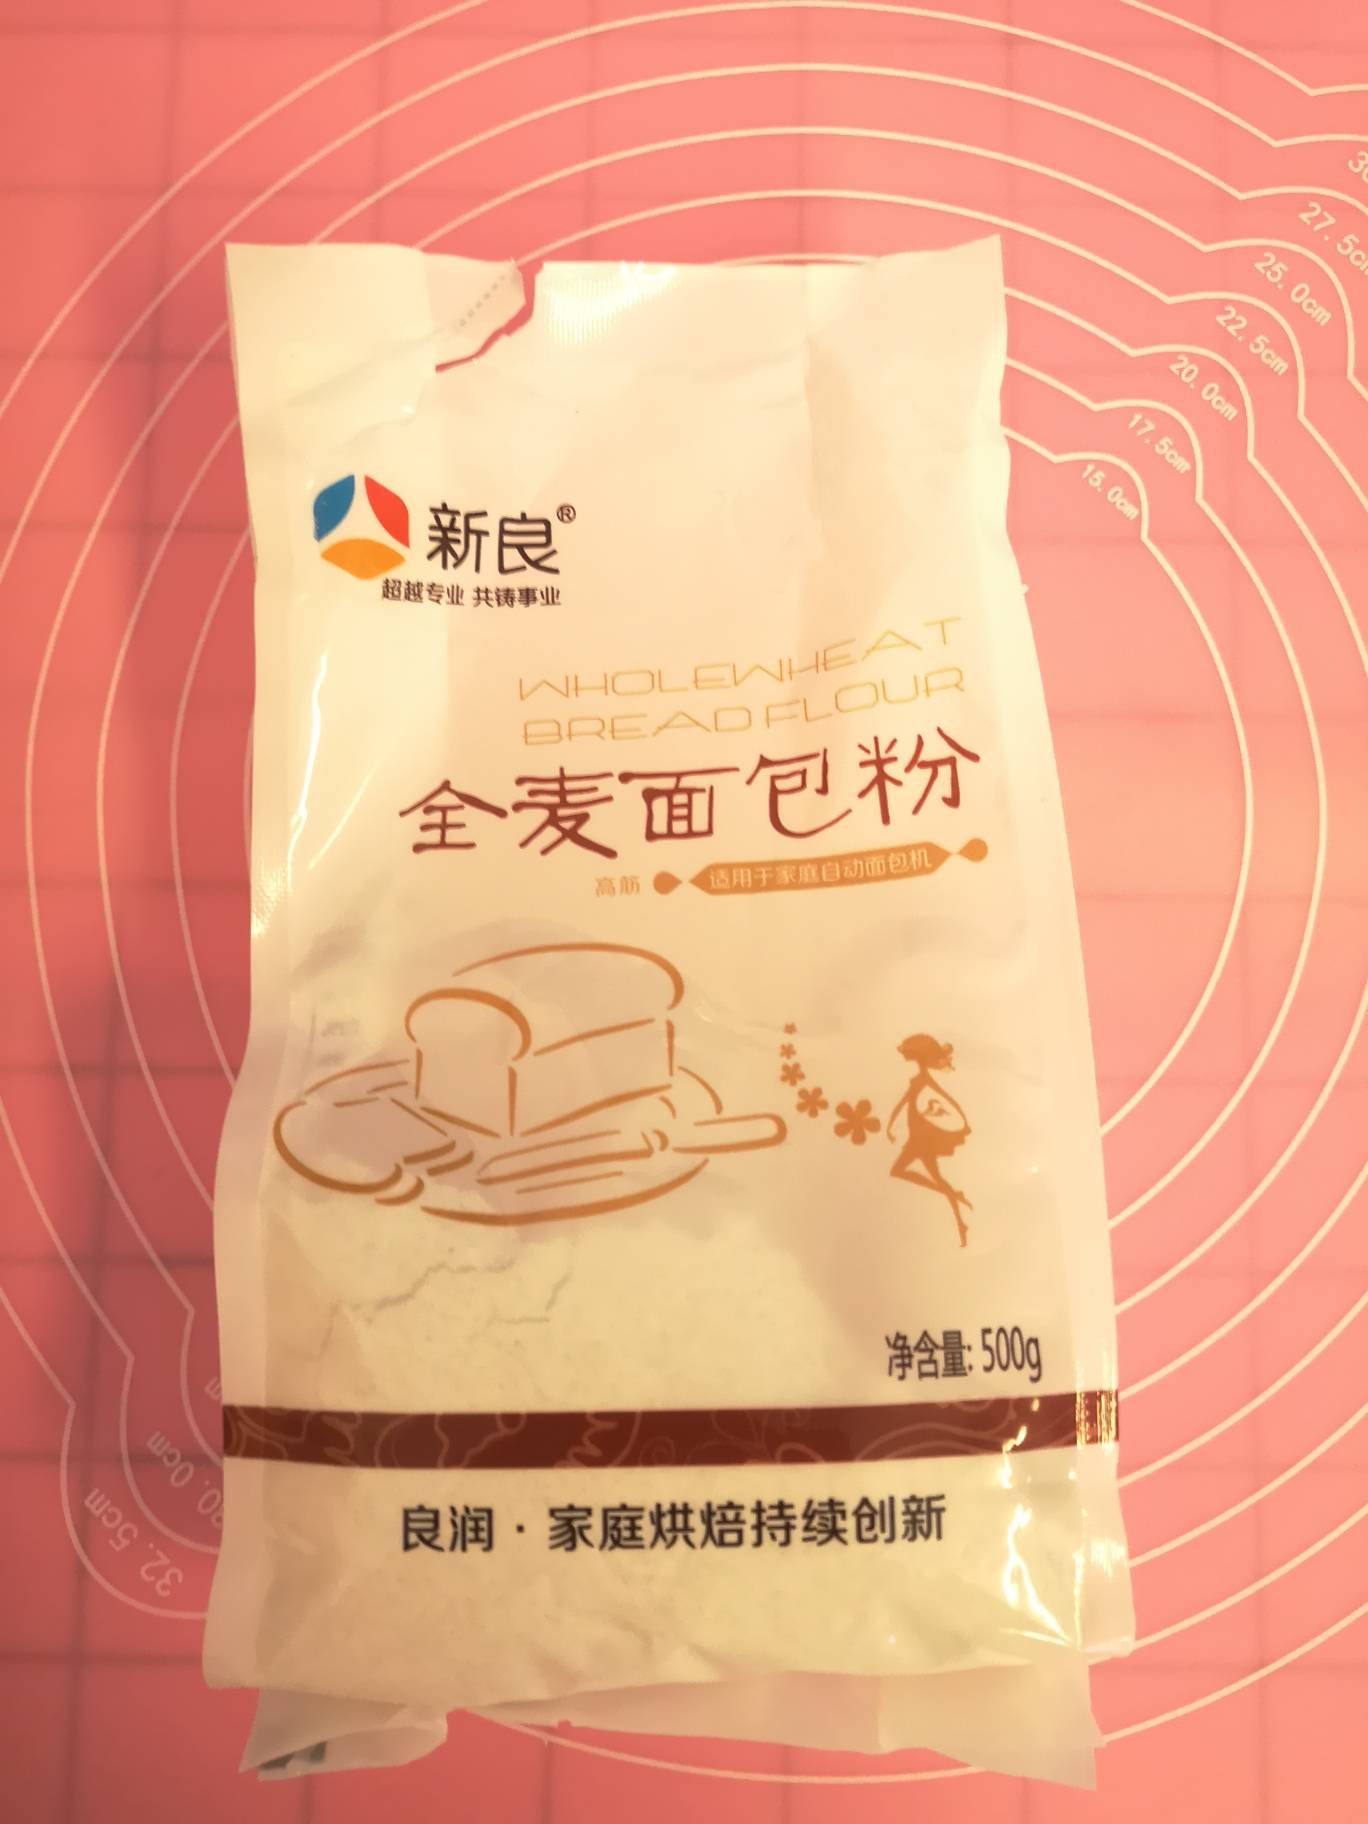 新良®
超越专业 共铸事业
WHOLEWHEAT
BREAD FLOUR
全麦面包粉
高筋 适用于家庭自动面包机
净含量: 500g
良润·家庭烘焙持续创新
27.5cm
25.0cm
22.5cm
20.0cm
17.5cm
15.0cm
32.5cm